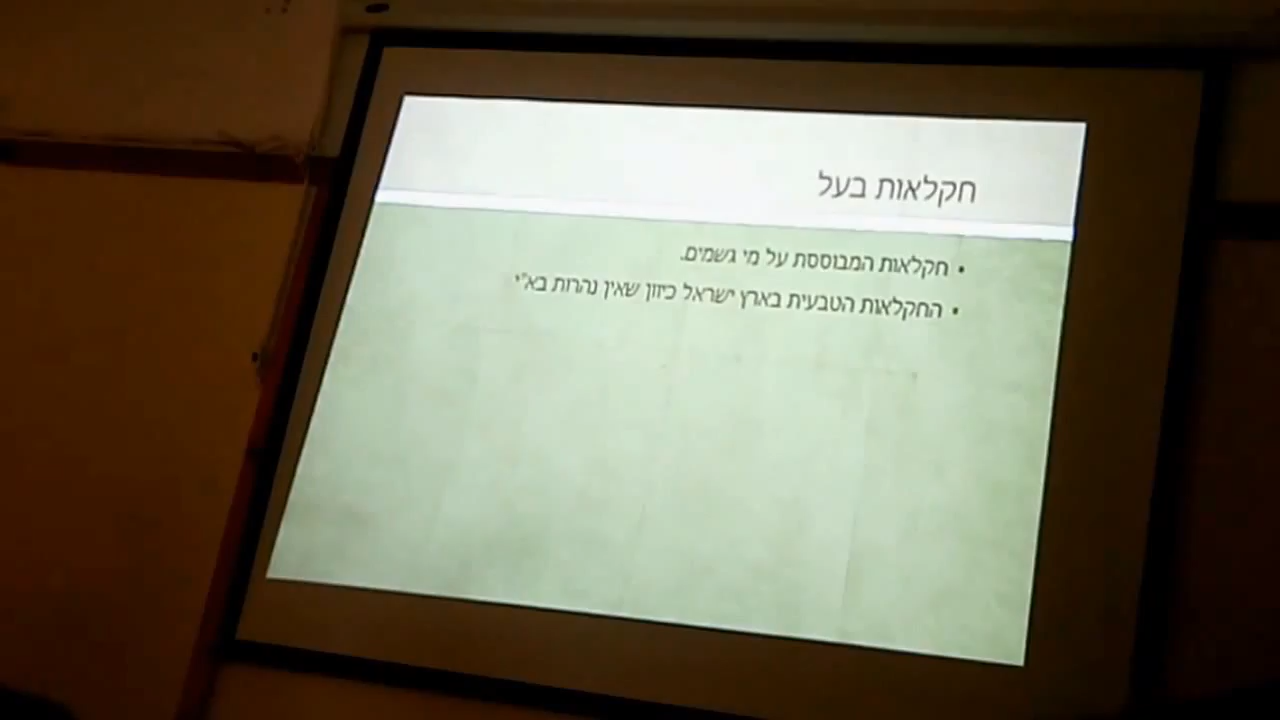 חקלאות בעל
• חקלאות המבוססת על מי גשמים.
• החקלאות הטבעית בארץ ישראל כיוון שאין נהרות בא"י